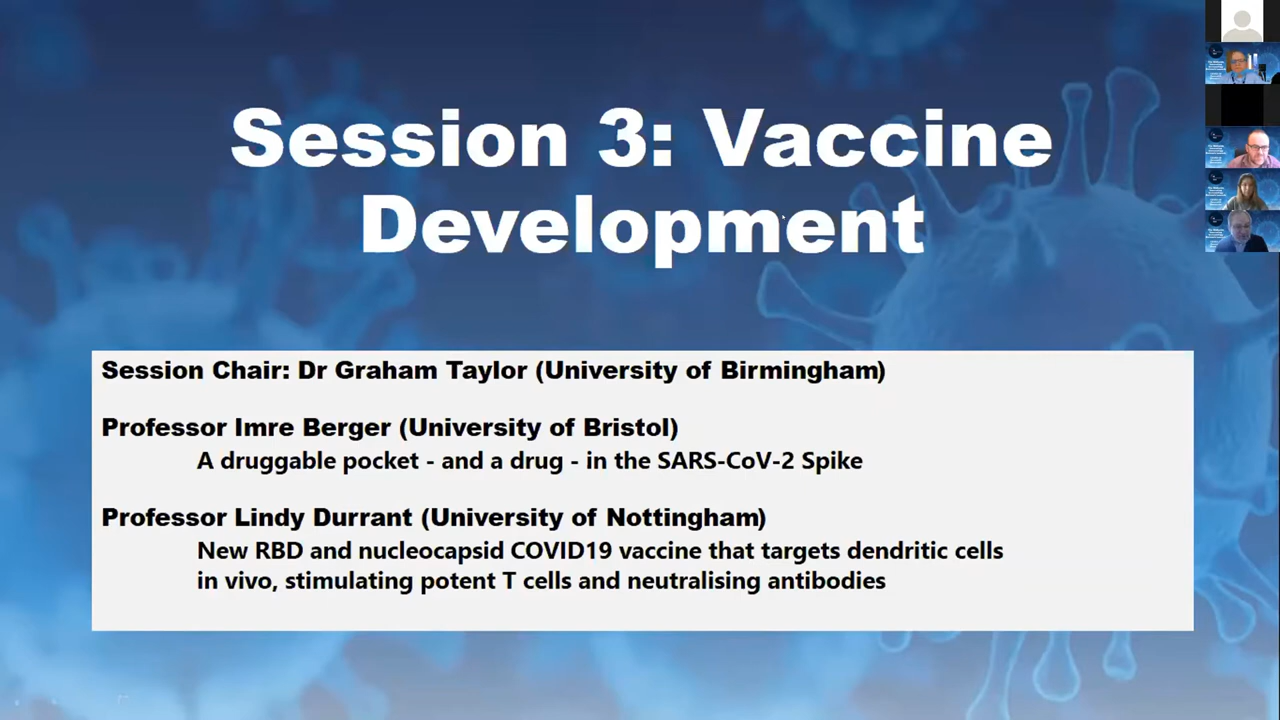 Session 3: Vaccine
Development
Session Chair: Dr Graham Taylor (University of Birmingham)
Professor Imre Berger (University of Bristol)
A druggable pocket - and a drug - in the SARS-CoV-2 Spike
Professor Lindy Durrant (University of Nottingham)
New RBD and nucleocapsid COVID19 vaccine that targets dendritic cells
in vivo, stimulating potent T cells and neutralising antibodies